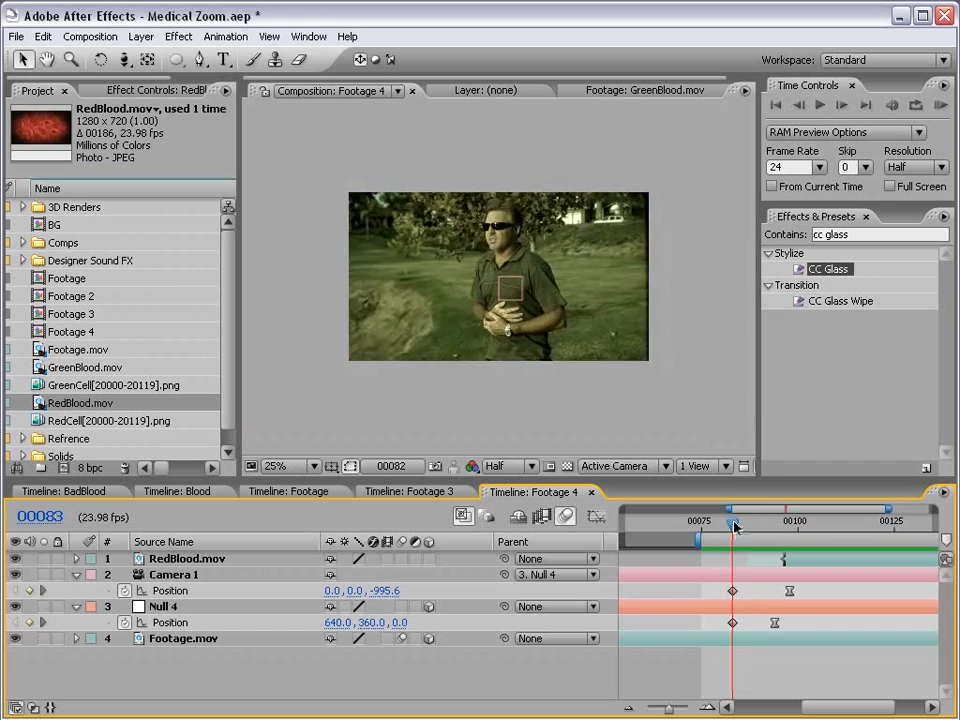 Adobe After Effects - Medical Zoom.aep *
File Edit Composition Layer Effect Animation View Window Help
Workspace: Standard
Project × Effect Controls: RedBl
RedBlood.mov▾, used 1 time
1280 x 720 (1.00)
Δ 00186, 23.98 fps
Millions of Colors
Photo - JPEG
Name
3D Renders
BG
Comps
Designer Sound FX
Footage
Footage 2
Footage 3
Footage 4
Footage.mov
GreenBlood.mov
GreenCell[20000-20119].png
RedBlood.mov
RedCell[20000-20119].png
Refrence
Solids
8 bpc
Composition: Footage 4 × Layer: (none) Footage: GreenBlood.mov
25% 00082 Half Active Camera 1 View
Time Controls ×
RAM Preview Options
Frame Rate Skip Resolution
24 0 Half
From Current Time Full Screen
Effects & Presets ×
Contains: cc glass
Stylize
CC Glass
Transition
CC Glass Wipe
Timeline: BadBlood Timeline: Blood Timeline: Footage Timeline: Footage 3 Timeline: Footage 4 ×
00083 (23.98 fps)
00075 00100 00125
# Source Name Parent
1 RedBlood.mov None
2 Camera 1 3. Null 4
Position 0.0, 0.0, -995.6
3 Null 4 None
Position 640.0, 360.0, 0.0
4 Footage.mov None